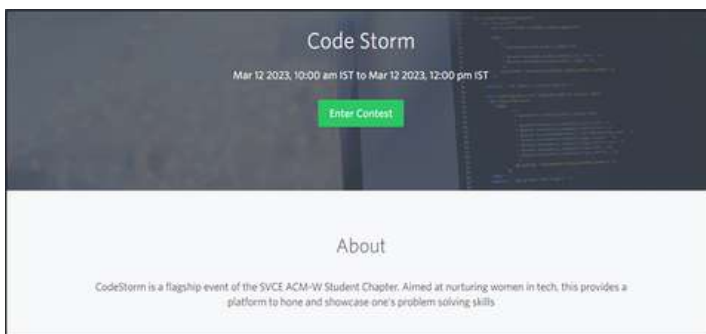 Code Storm
Mar 12 2023, 10:00 am IST to Mar 12 2023, 12:00 pm IST
Enter Contest
About
CodeStorm is a flagship event of the SVCE ACM-W Student Chapter. Aimed at nurturing women in tech, this provides a
platform to hone and showcase one's problem solving skills